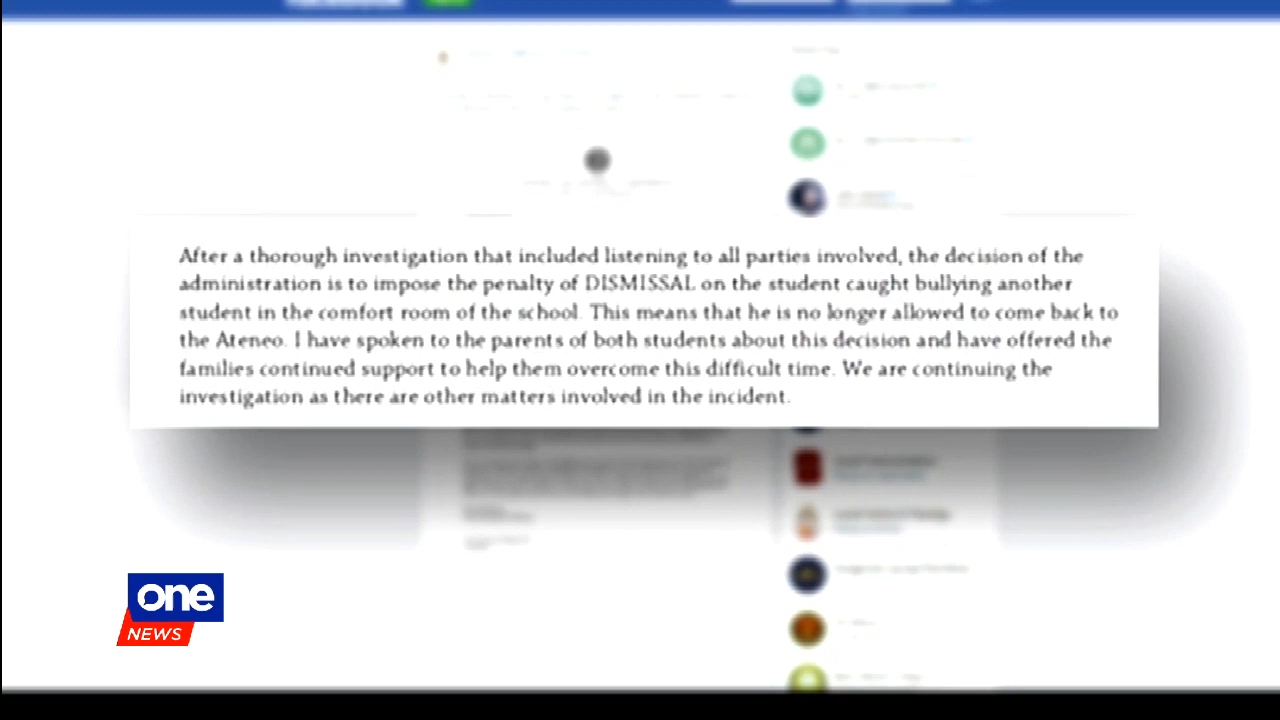 After a thorough investigation that included listening to all parties involved, the decision of the
administration is to impose the penalty of DISMISSAL on the student caught bullying another
student in the comfort room of the school. This means that he is no longer allowed to come back to
the Ateneo. I have spoken to the parents of both students about this decision and have offered the
families continued support to help them overcome this difficult time. We are continuing the
investigation as there are other matters involved in the incident.
one
NEWS